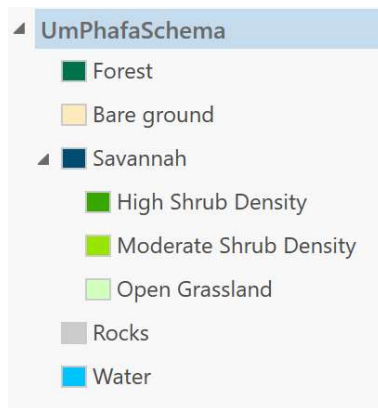 UmPhafaSchema
Forest
Bare ground
Savannah
High Shrub Density
Moderate Shrub Density
Open Grassland
Rocks
Water